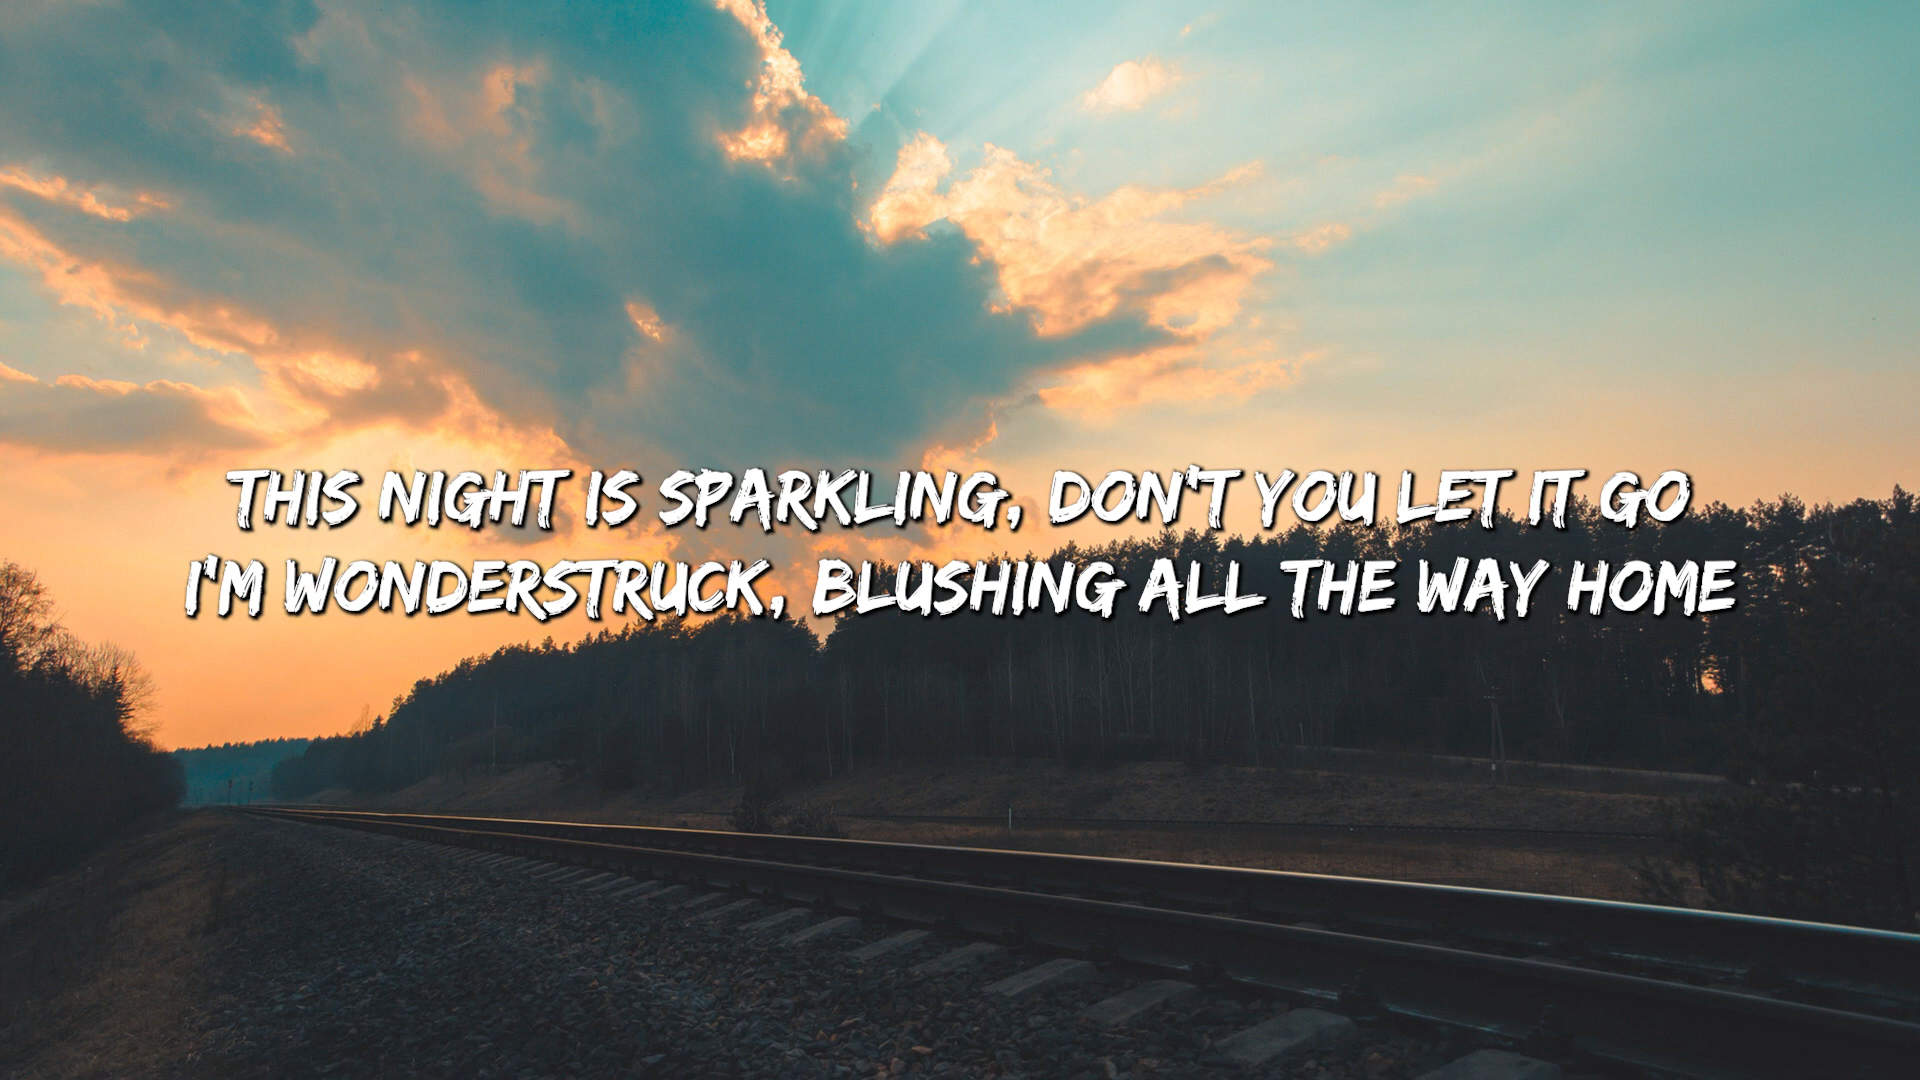 THIS NIGHT IS SPARKLING, DON'T YOU LET IT GO
I'M WONDERSTRUCK, BLUSHING ALL THE WAY HOME